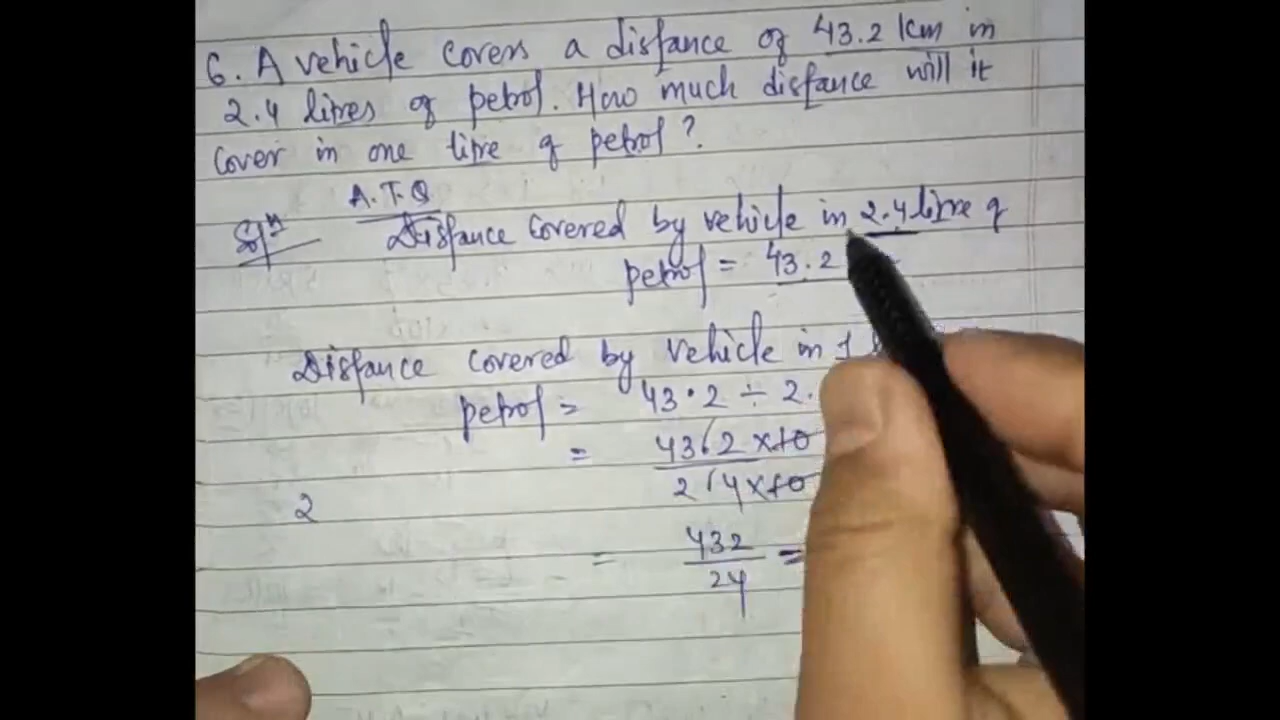 6. A vehicle covers a distance of 43.2 km in
2.4 litres of petrol. How much distance will it
cover in one litre of petrol?
A.T.Q
Solⁿ Distance covered by vehicle in 2.4 litre of
petrol = 43.2
Distance covered by vehicle in 1
petrol = 43.2 ÷ 2.
= 43.2 × 10
2.4 × 10
2
= 432 =
24